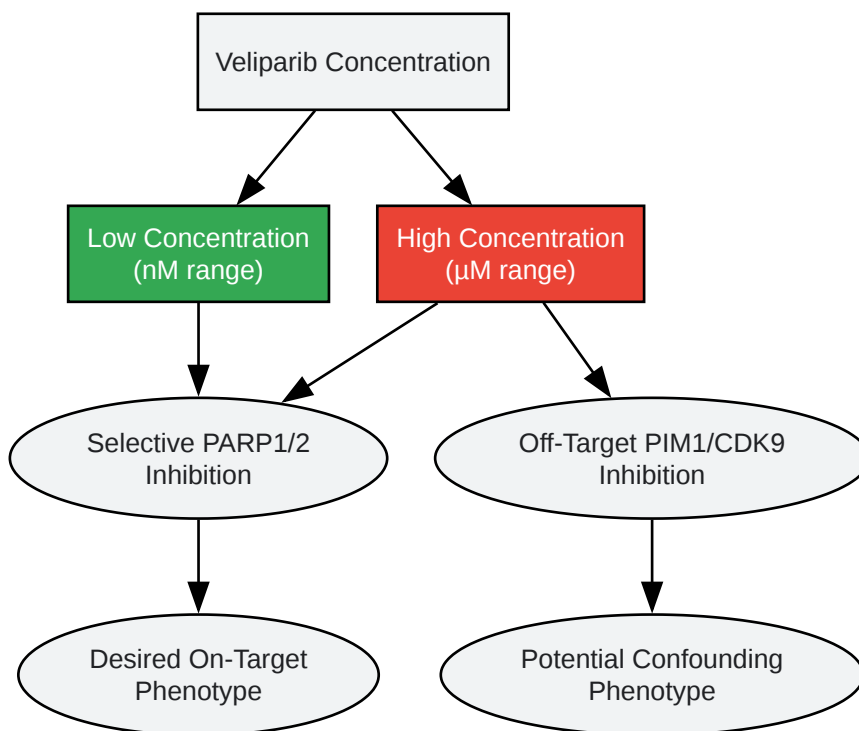 Veliparib Concentration
Low Concentration
(nM range)
High Concentration
(µM range)
Selective PARP1/2
Inhibition
Off-Target PIM1/CDK9
Inhibition
Desired On-Target
Phenotype
Potential Confounding
Phenotype